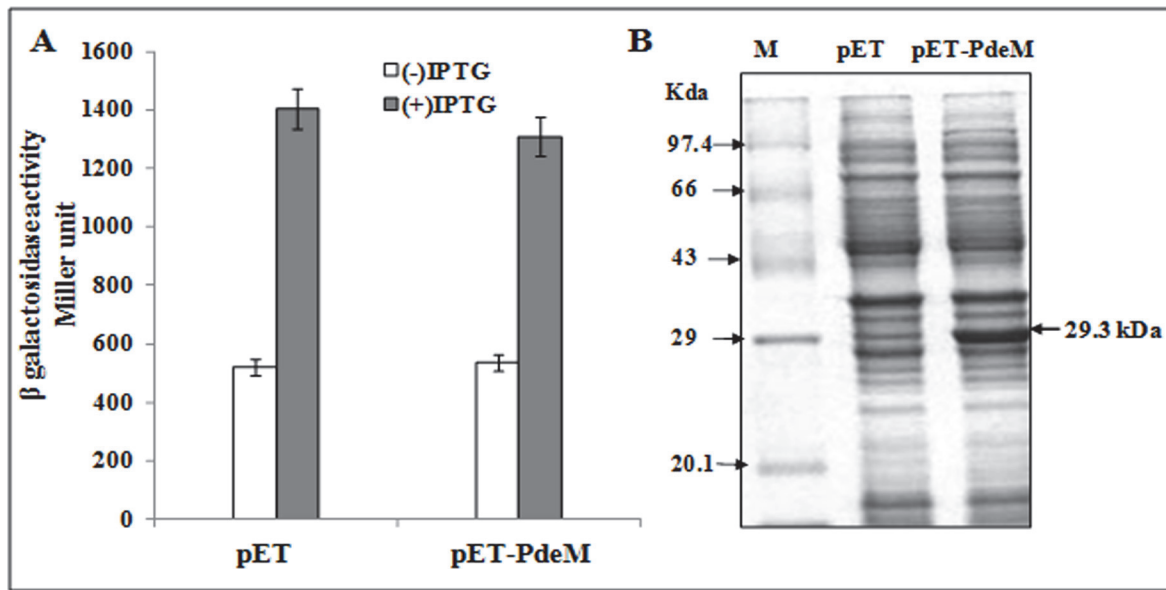 A
1600
1400
1200
1000
800
600
400
200
0
β galactosidaseactivity
Miller unit
(-)IPTG
(+)IPTG
pET pET-PdeM
B
M pET pET-PdeM
Kda
97.4
66
43
29
20.1
29.3 kDa